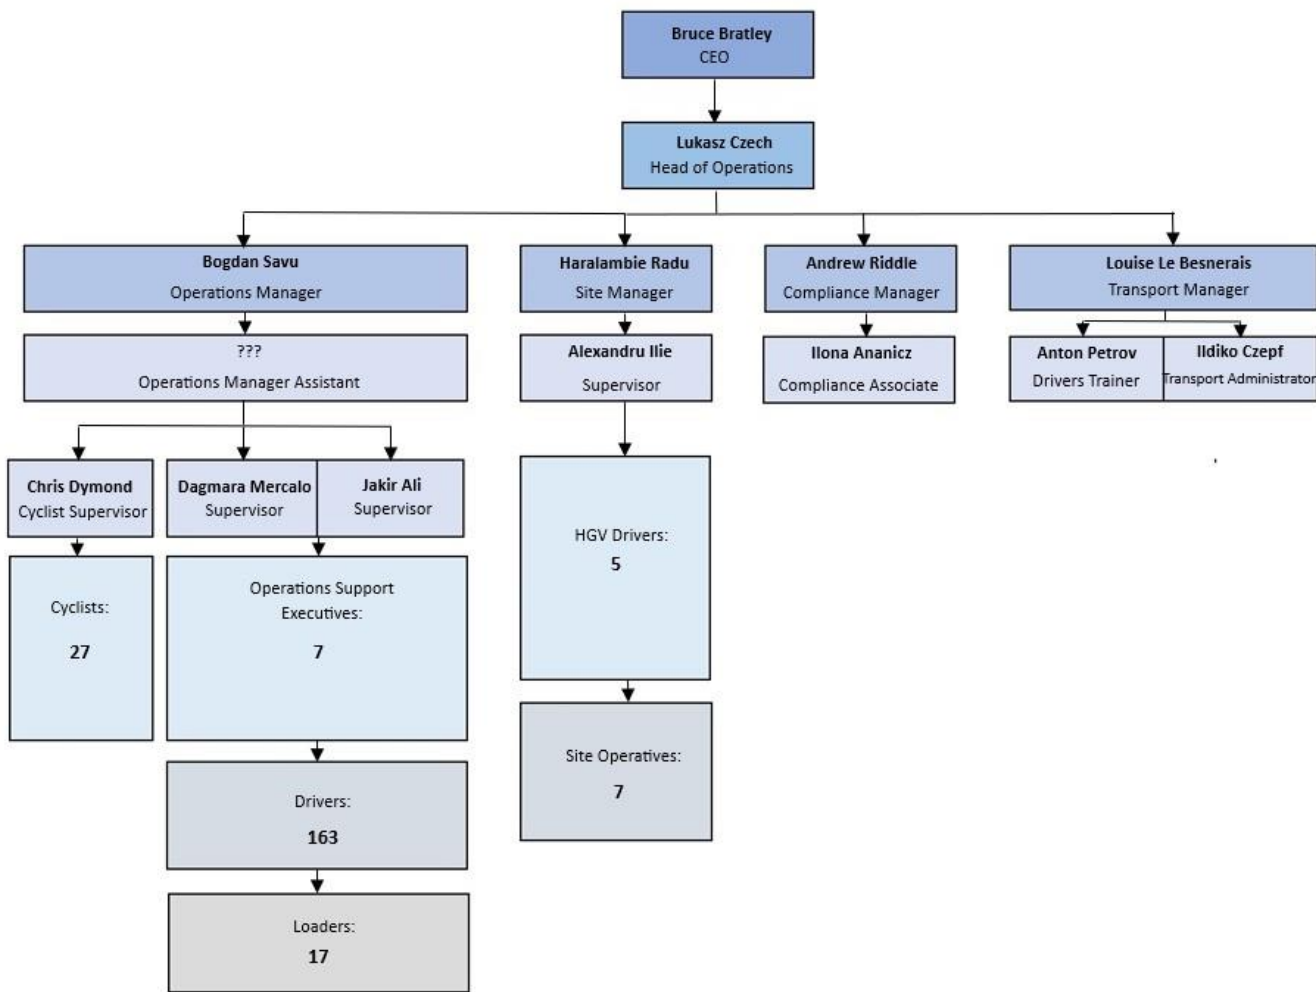 Bruce Bratley
CEO
Lukasz Czech
Head of Operations
Bogdan Savu
Operations Manager
Haralambie Radu
Site Manager
Andrew Riddle
Compliance Manager
Louise Le Besnerais
Transport Manager
???
Operations Manager Assistant
Alexandru Ilie
Supervisor
Ilona Ananicz
Compliance Associate
Anton Petrov
Drivers Trainer
Ildiko Czepf
Transport Administrator
Chris Dymond
Cyclist Supervisor
Dagmara Mercalo
Supervisor
Jakir Ali
Supervisor
Cyclists:
27
Operations Support
Executives:
7
HGV Drivers:
5
Site Operatives:
7
Drivers:
163
Loaders:
17